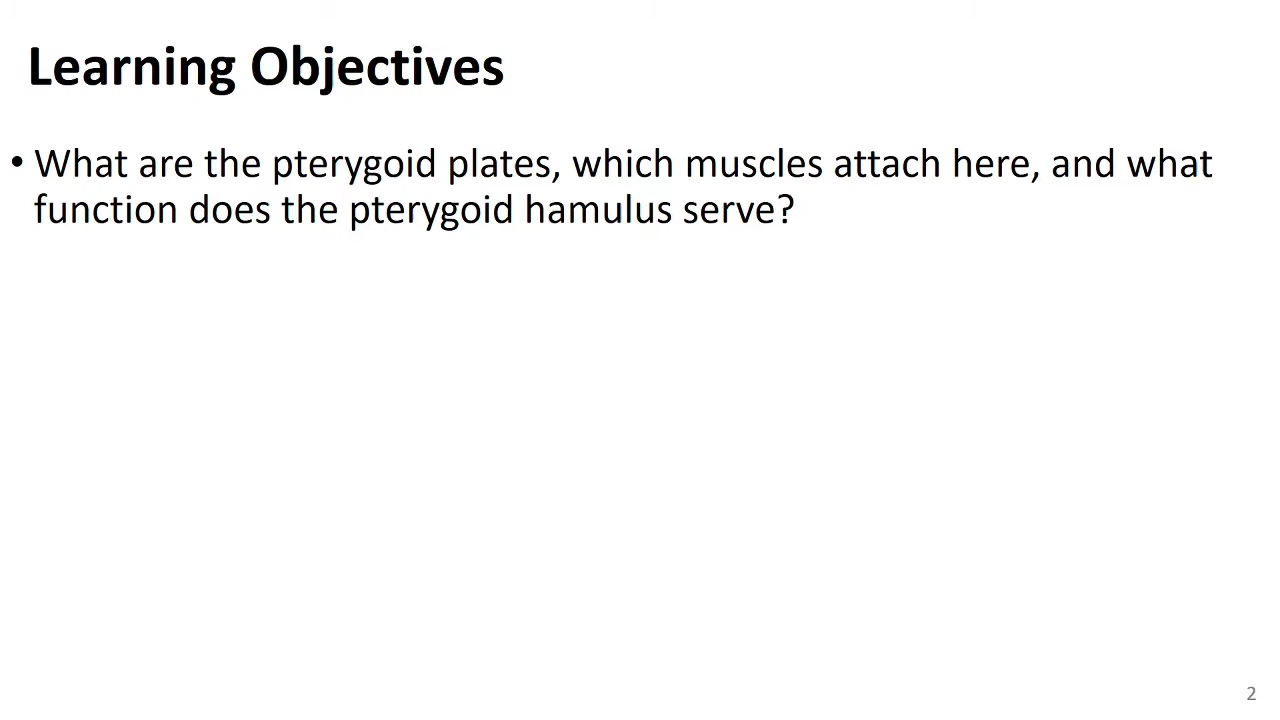 Learning Objectives
• What are the pterygoid plates, which muscles attach here, and what
function does the pterygoid hamulus serve?
2